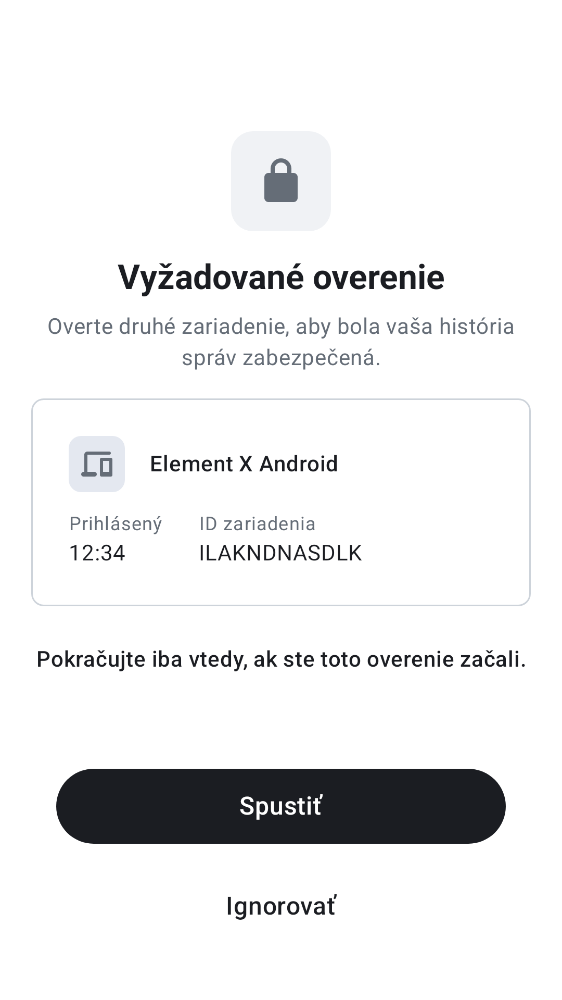 Vyžadované overenie
Overte druhé zariadenie, aby bola vaša história
správ zabezpečená.
Element X Android
Prihlásený ID zariadenia
12:34 ILAKNDNASDLK
Pokračujte iba vtedy, ak ste toto overenie začali.
Spustiť
Ignorovať